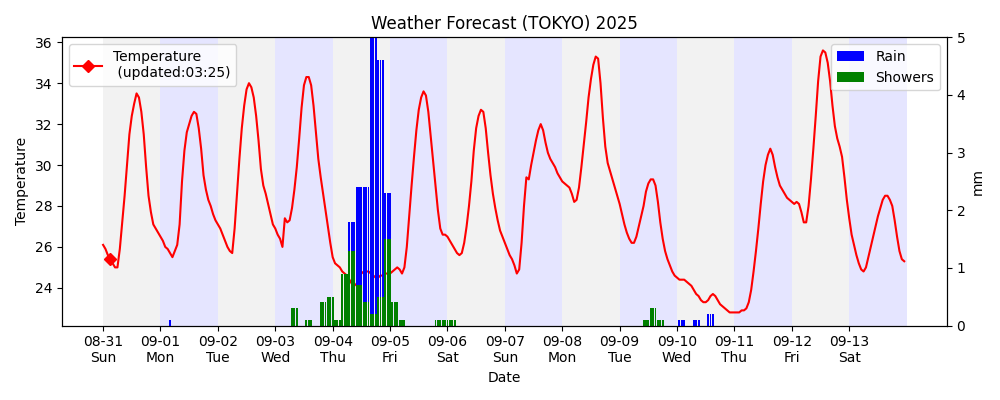 Weather Forecast (TOKYO) 2025
Temperature
(updated:03:25)
Rain
Showers
36
34
32
30
28
26
24
Temperature
5
4
3
2
1
0
mm
08-31 09-01 09-02 09-03 09-04 09-05 09-06 09-07 09-08 09-09 09-10 09-11 09-12 09-13
Sun Mon Tue Wed Thu Fri Sat Sun Mon Tue Wed Thu Fri Sat
Date